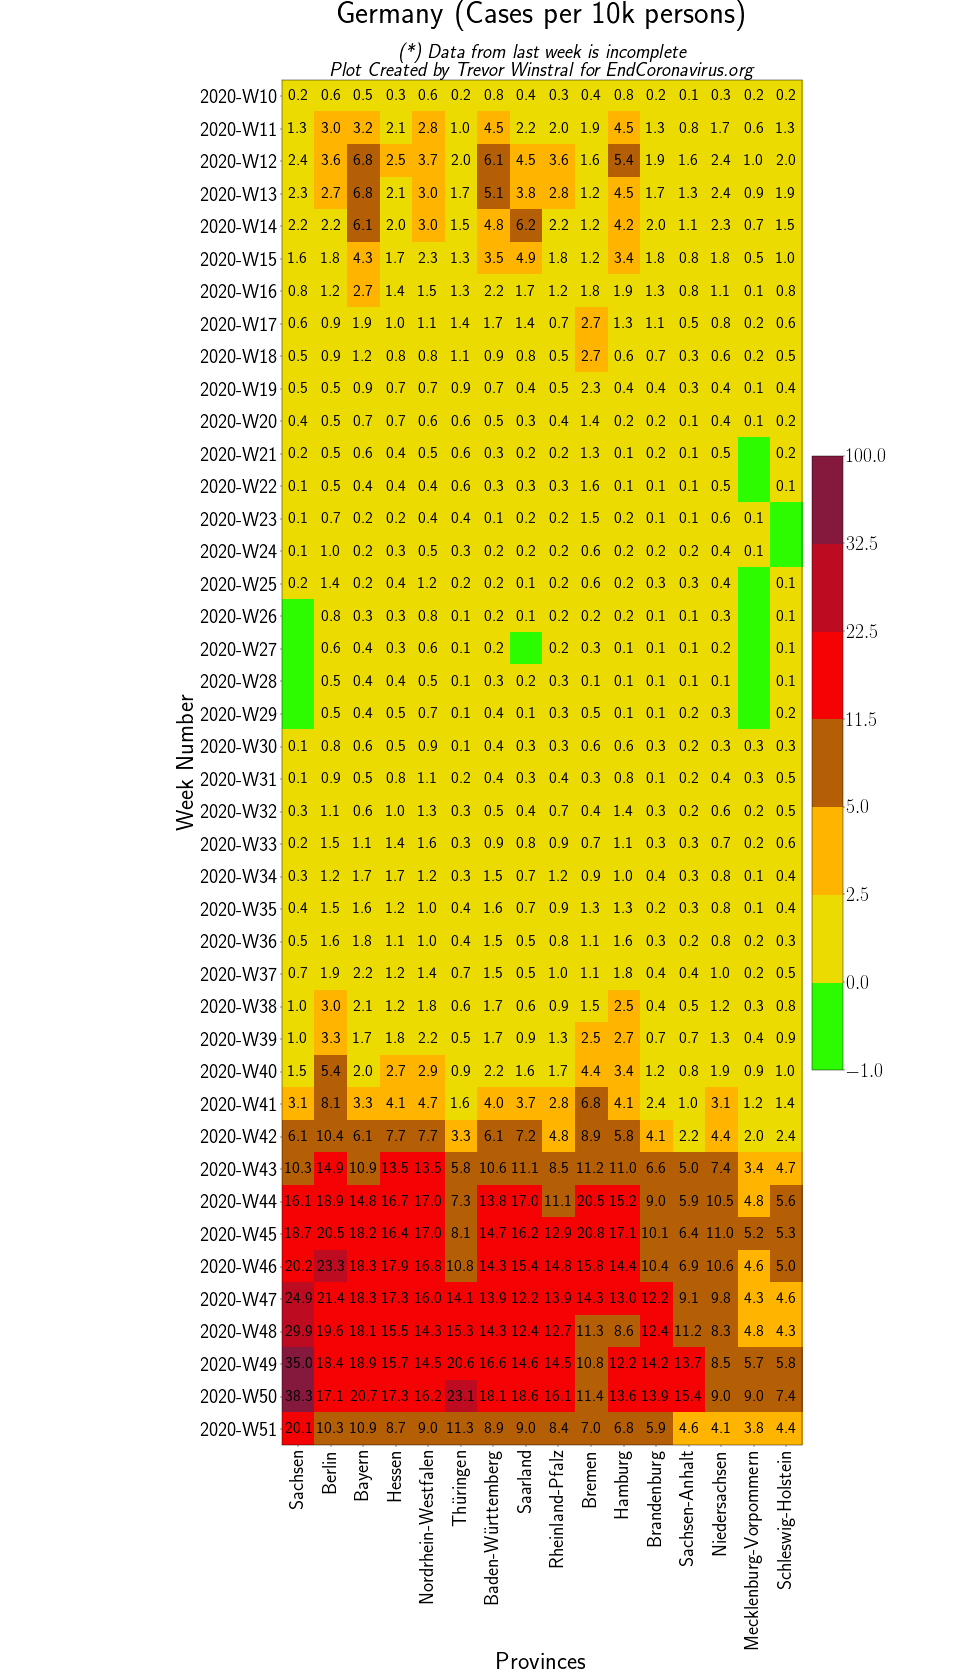 Germany (Cases per 10k persons)
(*) Data from last week is incomplete
Plot Created by Trevor Winstral for EndCoronavirus.org
2020-W10 0.2 0.6 0.5 0.3 0.6 0.2 0.8 0.4 0.3 0.4 0.8 0.2 0.1 0.3 0.2 0.2
2020-W11 1.3 3.0 3.2 2.1 2.8 1.0 4.5 2.2 2.0 1.9 4.5 1.3 0.8 1.7 0.6 1.3
2020-W12 2.4 3.6 6.8 2.5 3.7 2.0 6.1 4.5 3.6 1.6 5.4 1.9 1.6 2.4 1.0 2.0
2020-W13 2.3 2.7 6.8 2.1 3.0 1.7 5.1 3.8 2.8 1.2 4.5 1.7 1.3 2.4 0.9 1.9
2020-W14 2.2 2.2 6.1 2.0 3.0 1.5 4.8 6.2 2.2 1.2 4.2 2.0 1.1 2.3 0.7 1.5
2020-W15 1.6 1.8 4.3 1.7 2.3 1.3 3.5 4.9 1.8 1.2 3.4 1.8 0.8 1.8 0.5 1.0
2020-W16 0.8 1.2 2.7 1.4 1.5 1.3 2.2 1.7 1.2 1.8 1.9 1.3 0.8 1.1 0.1 0.8
2020-W17 0.6 0.9 1.9 1.0 1.1 1.4 1.7 1.4 0.7 2.7 1.3 1.1 0.5 0.8 0.2 0.6
2020-W18 0.5 0.9 1.2 0.8 0.8 1.1 0.9 0.8 0.5 2.7 0.6 0.7 0.3 0.6 0.2 0.5
2020-W19 0.5 0.5 0.9 0.7 0.7 0.9 0.7 0.4 0.5 2.3 0.4 0.4 0.3 0.4 0.1 0.4
2020-W20 0.4 0.5 0.7 0.7 0.6 0.6 0.5 0.3 0.4 1.4 0.2 0.2 0.1 0.4 0.1 0.2
2020-W21 0.2 0.5 0.6 0.4 0.5 0.6 0.3 0.2 0.2 1.3 0.1 0.2 0.1 0.5 0.2
2020-W22 0.1 0.5 0.4 0.4 0.4 0.6 0.3 0.3 0.3 1.6 0.1 0.1 0.1 0.5 0.1
2020-W23 0.1 0.7 0.2 0.2 0.4 0.4 0.1 0.2 0.2 1.5 0.2 0.1 0.1 0.6 0.1
2020-W24 0.1 1.0 0.2 0.3 0.5 0.3 0.2 0.2 0.2 0.6 0.2 0.2 0.2 0.4 0.1
2020-W25 0.2 1.4 0.2 0.4 1.2 0.2 0.2 0.1 0.2 0.6 0.2 0.3 0.3 0.4 0.1
2020-W26 0.8 0.3 0.3 0.8 0.1 0.2 0.1 0.2 0.2 0.2 0.1 0.1 0.3 0.1
2020-W27 0.6 0.4 0.3 0.6 0.1 0.2 0.2 0.3 0.1 0.1 0.1 0.2 0.1
2020-W28 0.5 0.4 0.4 0.5 0.1 0.3 0.2 0.3 0.1 0.1 0.1 0.1 0.1 0.1
2020-W29 0.5 0.4 0.5 0.7 0.1 0.4 0.1 0.3 0.5 0.1 0.1 0.2 0.3 0.2
2020-W30 0.1 0.8 0.6 0.5 0.9 0.1 0.4 0.3 0.3 0.6 0.6 0.3 0.2 0.3 0.3 0.3
2020-W31 0.1 0.9 0.5 0.8 1.1 0.2 0.4 0.3 0.4 0.3 0.8 0.1 0.2 0.4 0.3 0.5
2020-W32 0.3 1.1 0.6 1.0 1.3 0.3 0.5 0.4 0.7 0.4 1.4 0.3 0.2 0.6 0.2 0.5
2020-W33 0.2 1.5 1.1 1.4 1.6 0.3 0.9 0.8 0.9 0.7 1.1 0.3 0.3 0.7 0.2 0.6
2020-W34 0.3 1.2 1.7 1.7 1.2 0.3 1.5 0.7 1.2 0.9 1.0 0.4 0.3 0.8 0.1 0.4
2020-W35 0.4 1.5 1.6 1.2 1.0 0.4 1.6 0.7 0.9 1.3 1.3 0.2 0.3 0.8 0.1 0.4
2020-W36 0.5 1.6 1.8 1.1 1.0 0.4 1.5 0.5 0.8 1.1 1.6 0.3 0.2 0.8 0.2 0.3
2020-W37 0.7 1.9 2.2 1.2 1.4 0.7 1.5 0.5 1.0 1.1 1.8 0.4 0.4 1.0 0.2 0.5
2020-W38 1.0 3.0 2.1 1.2 1.8 0.6 1.7 0.6 0.9 1.5 2.5 0.4 0.5 1.2 0.3 0.8
2020-W39 1.0 3.3 1.7 1.8 2.2 0.5 1.7 0.9 1.3 2.5 2.7 0.7 0.7 1.3 0.4 0.9
2020-W40 1.5 5.4 2.0 2.7 2.9 0.9 2.2 1.6 1.7 4.4 3.4 1.2 0.8 1.9 0.9 1.0
2020-W41 3.1 8.1 3.3 4.1 4.7 1.6 4.0 3.7 2.8 6.8 4.1 2.4 1.0 3.1 1.2 1.4
2020-W42 6.1 10.4 6.1 7.7 7.7 3.3 6.1 7.2 4.8 8.9 5.8 4.1 2.2 4.4 2.0 2.4
2020-W43 10.3 14.9 10.9 13.5 13.5 5.8 10.6 11.1 8.5 11.2 11.0 6.6 5.0 7.4 3.4 4.7
2020-W44 16.1 18.9 14.8 16.7 17.0 7.3 13.8 17.0 11.1 20.5 15.2 9.0 5.9 10.5 4.8 5.6
2020-W45 18.7 20.5 18.2 16.4 17.0 8.1 14.7 16.2 12.9 20.8 17.1 10.1 6.4 11.0 5.2 5.3
2020-W46 20.2 23.3 18.3 17.9 16.8 10.8 14.3 15.4 14.8 15.8 14.4 10.4 6.9 10.6 4.6 5.0
2020-W47 24.9 21.4 18.3 17.3 16.0 14.1 13.9 12.2 13.9 14.3 13.0 12.2 9.1 9.8 4.3 4.6
2020-W48 29.9 19.6 18.1 15.5 14.3 15.3 14.3 12.4 12.7 11.3 8.6 12.4 11.2 8.3 4.8 4.3
2020-W49 35.0 18.4 18.9 15.7 14.5 20.6 16.6 14.6 14.5 10.8 12.2 14.2 13.7 8.5 5.7 5.8
2020-W50 38.3 17.1 20.7 17.3 16.2 23.1 18.1 18.6 16.1 11.4 13.6 13.9 15.4 9.0 9.0 7.4
2020-W51 20.1 10.3 10.9 8.7 9.0 11.3 8.9 9.0 8.4 7.0 6.8 5.9 4.6 4.1 3.8 4.4
Week Number
Sachsen
Berlin
Bayern
Hessen
Nordrhein-Westfalen
Thüringen
Baden-Württemberg
Saarland
Rheinland-Pfalz
Bremen
Hamburg
Brandenburg
Sachsen-Anhalt
Niedersachsen
Mecklenburg-Vorpommern
Schleswig-Holstein
Provinces
100.0
32.5
22.5
11.5
5.0
2.5
0.0
−1.0